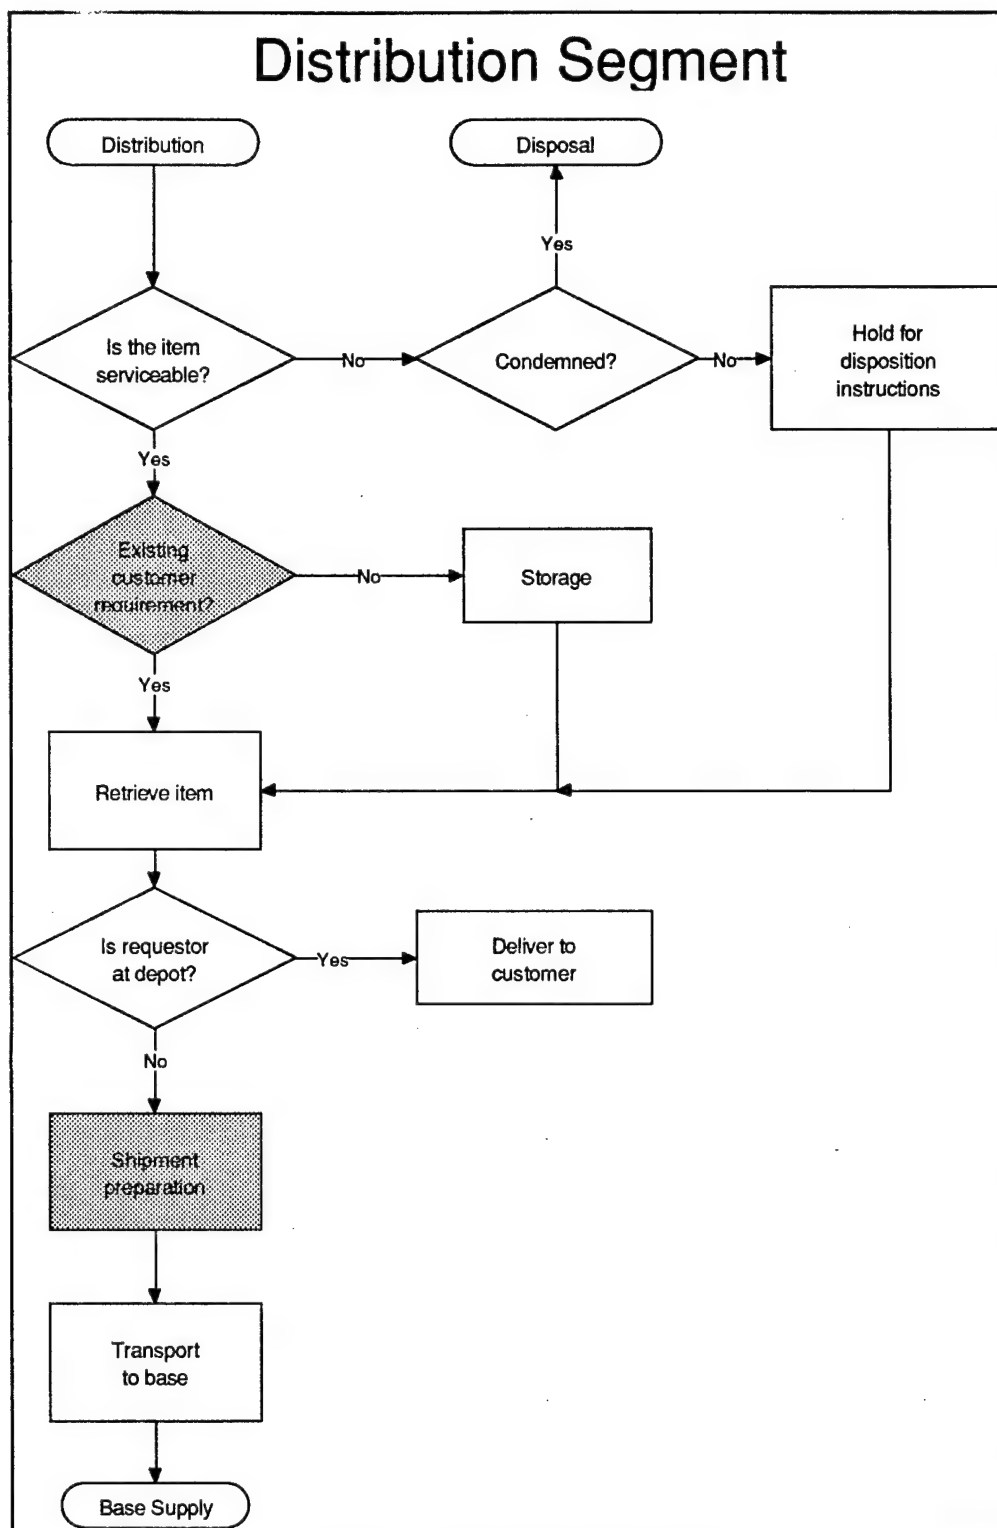 Distribution Segment
Distribution
Disposal
Yes
Is the item
serviceable?
No
Condemned?
No
Hold for
disposition
instructions
Yes
Existing
customer
requirement?
No
Storage
Yes
Retrieve item
Is requestor
at depot?
Yes
Deliver to
customer
No
Shipment
preparation
Transport
to base
Base Supply